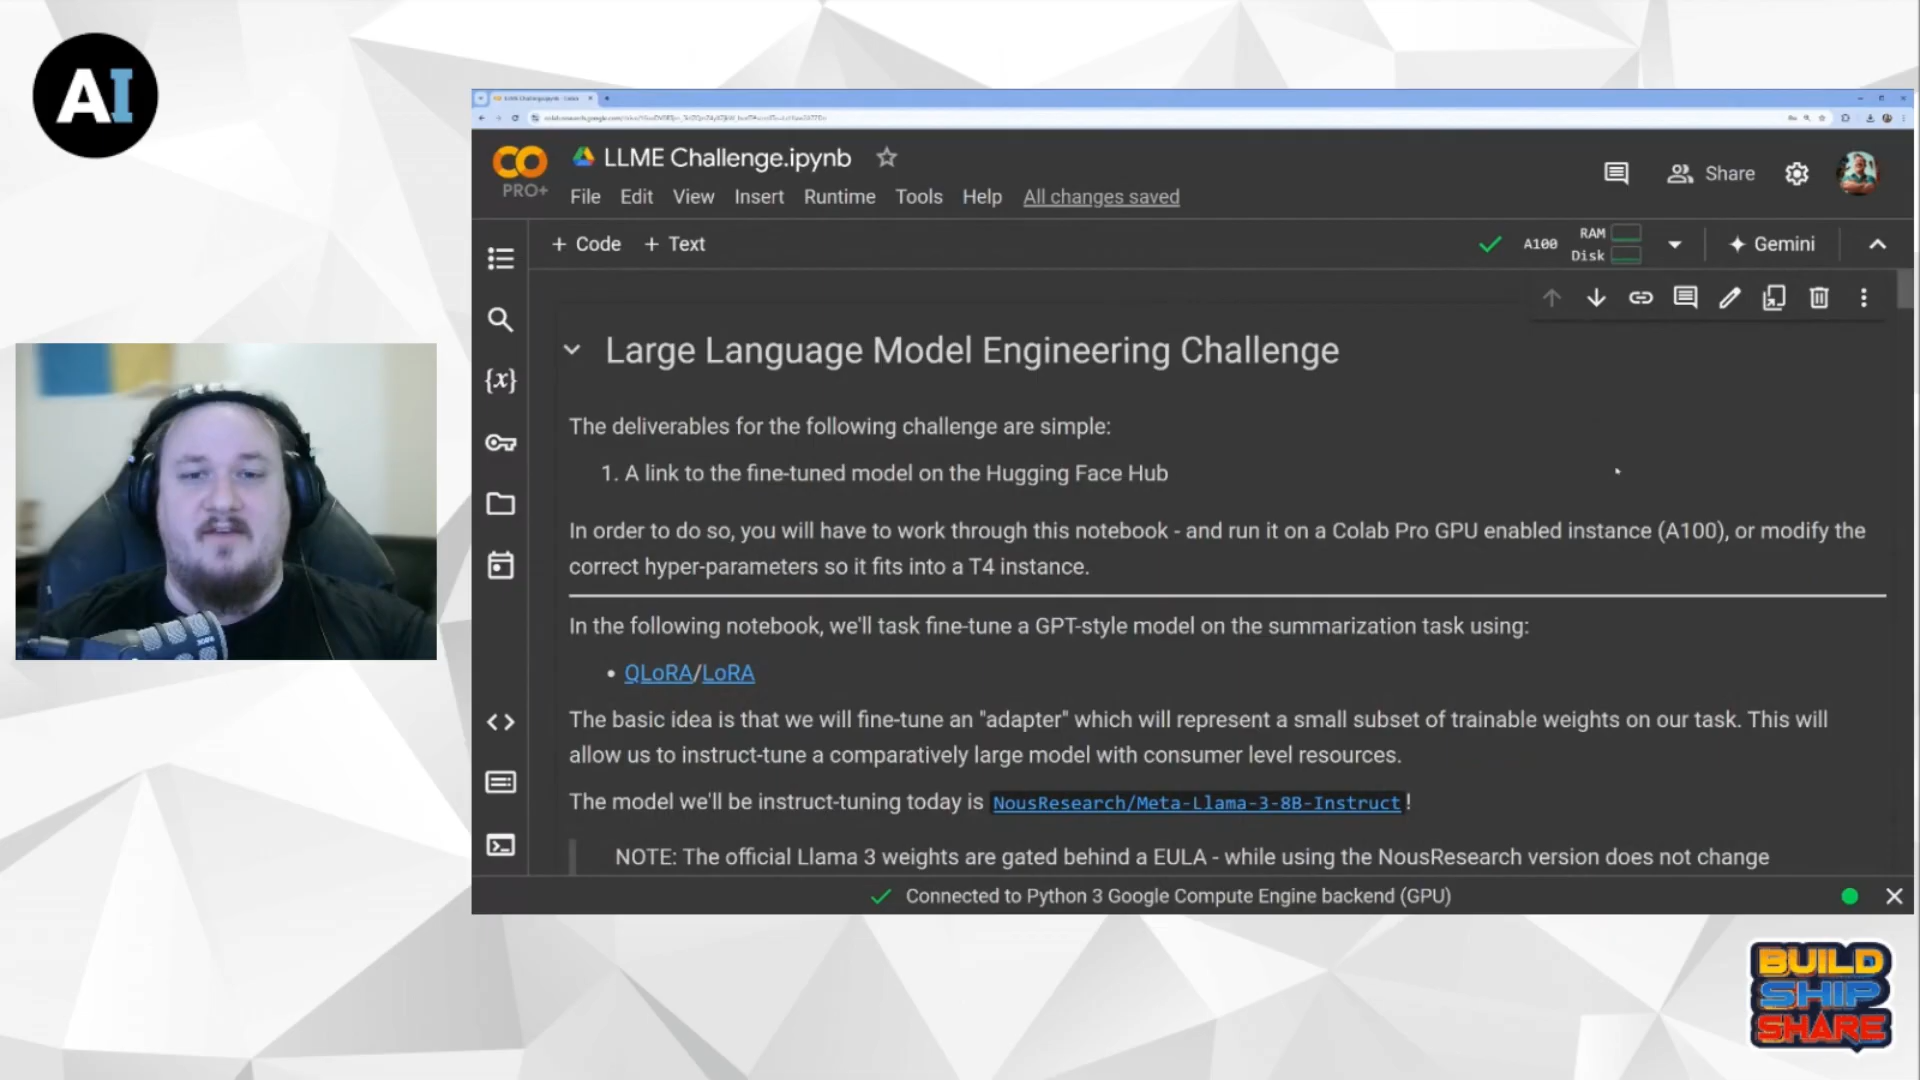 AI
LLME Challenge.ipynb
CO
PRO+
Share
File Edit View Insert Runtime Tools Help All changes saved
+ Code + Text
A100
RAM
Disk
Gemini
Large Language Model Engineering Challenge
The deliverables for the following challenge are simple:
1. A link to the fine-tuned model on the Hugging Face Hub
In order to do so, you will have to work through this notebook - and run it on a Colab Pro GPU enabled instance (A100), or modify the
correct hyper-parameters so it fits into a T4 instance.
In the following notebook, we'll task fine-tune a GPT-style model on the summarization task using:
• QLoRA/LoRA
The basic idea is that we will fine-tune an "adapter" which will represent a small subset of trainable weights on our task. This will
allow us to instruct-tune a comparatively large model with consumer level resources.
The model we'll be instruct-tuning today is NousResearch/Meta-Llama-3-8B-Instruct!
NOTE: The official Llama 3 weights are gated behind a EULA - while using the NousResearch version does not change
Connected to Python 3 Google Compute Engine backend (GPU)
BUILD
SHIP
SHARE